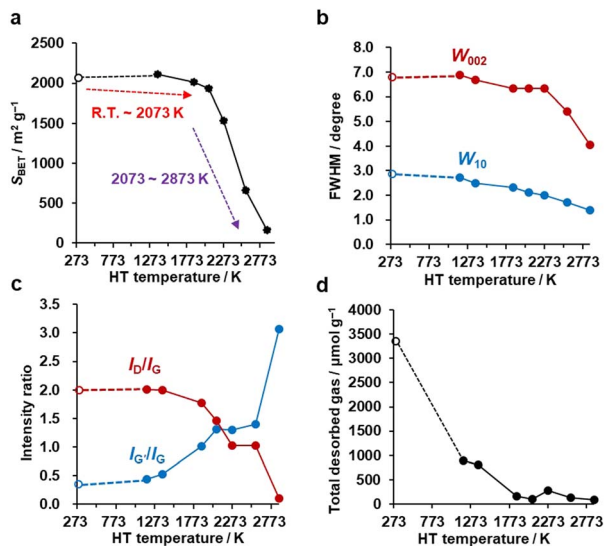 a
2500
2000
1500
1000
500
0
S_BET / m² g⁻¹
R.T. ~ 2073 K
2073 ~ 2873 K
273 773 1273 1773 2273 2773
HT temperature / K
b
8.0
7.0
6.0
5.0
4.0
3.0
2.0
1.0
0.0
FWHM / degree
W₀₀₂
W₁₀
273 773 1273 1773 2273 2773
HT temperature / K
c
3.5
3.0
2.5
2.0
1.5
1.0
0.5
0.0
Intensity ratio
I_D/I_G
I_G'/I_G
273 773 1273 1773 2273 2773
HT temperature / K
d
4000
3500
3000
2500
2000
1500
1000
500
0
Total desorbed gas / μmol g⁻¹
273 773 1273 1773 2273 2773
HT temperature / K